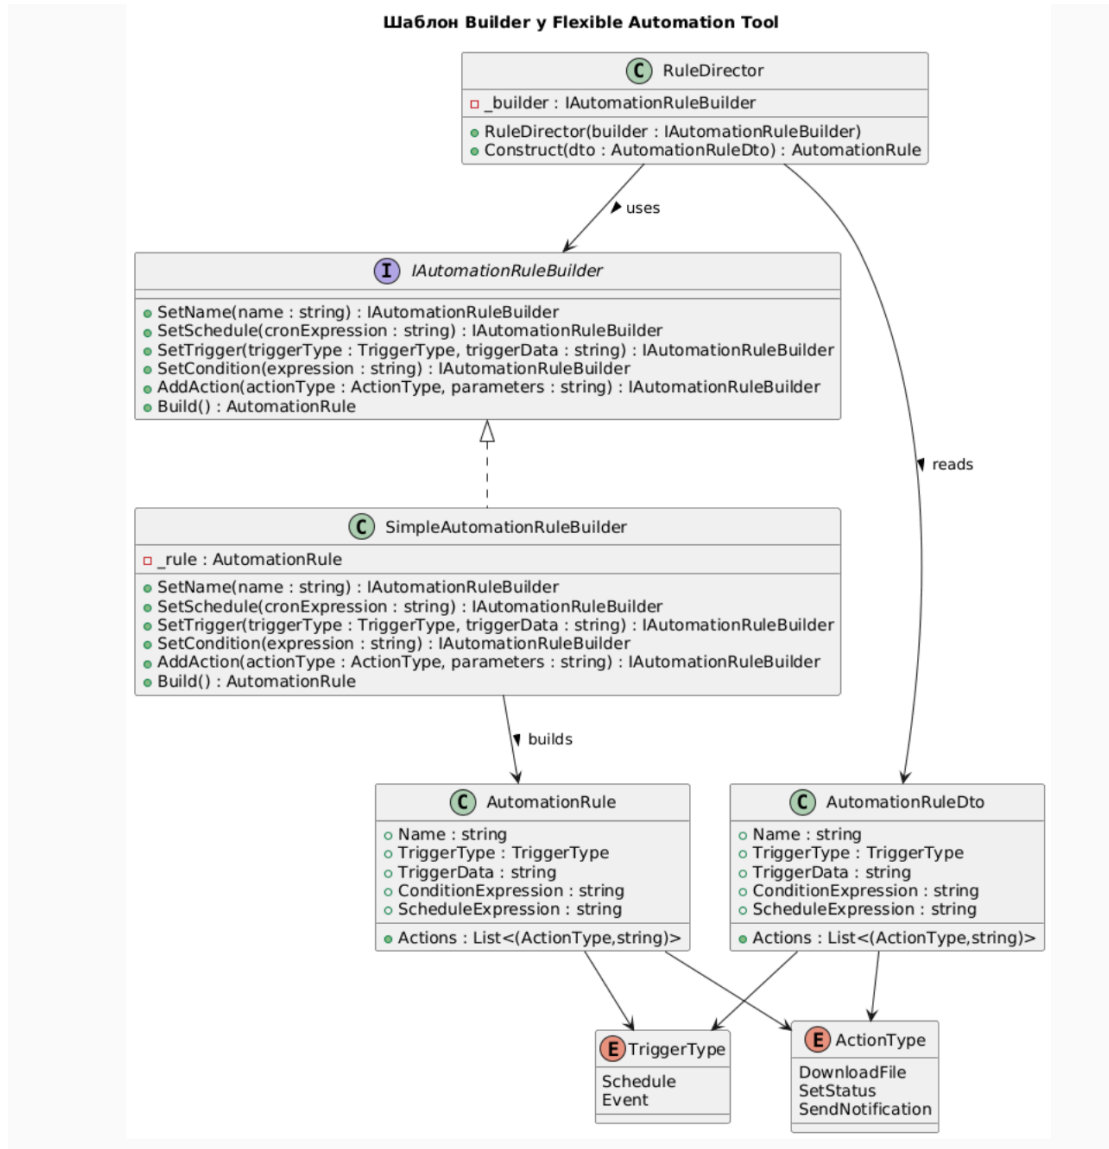 Шаблон Builder у Flexible Automation Tool
C RuleDirector
_builder : IAutomationRuleBuilder
RuleDirector(builder : IAutomationRuleBuilder)
Construct(dto : AutomationRuleDto) : AutomationRule
uses
I IAutomationRuleBuilder
SetName(name : string) : IAutomationRuleBuilder
SetSchedule(cronExpression : string) : IAutomationRuleBuilder
SetTrigger(triggerType : TriggerType, triggerData : string) : IAutomationRuleBuilder
SetCondition(expression : string) : IAutomationRuleBuilder
AddAction(actionType : ActionType, parameters : string) : IAutomationRuleBuilder
Build() : AutomationRule
reads
C SimpleAutomationRuleBuilder
_rule : AutomationRule
SetName(name : string) : IAutomationRuleBuilder
SetSchedule(cronExpression : string) : IAutomationRuleBuilder
SetTrigger(triggerType : TriggerType, triggerData : string) : IAutomationRuleBuilder
SetCondition(expression : string) : IAutomationRuleBuilder
AddAction(actionType : ActionType, parameters : string) : IAutomationRuleBuilder
Build() : AutomationRule
builds
C AutomationRule
Name : string
TriggerType : TriggerType
TriggerData : string
ConditionExpression : string
ScheduleExpression : string
Actions : List<(ActionType,string)>
C AutomationRuleDto
Name : string
TriggerType : TriggerType
TriggerData : string
ConditionExpression : string
ScheduleExpression : string
Actions : List<(ActionType,string)>
E TriggerType
Schedule
Event
E ActionType
DownloadFile
SetStatus
SendNotification